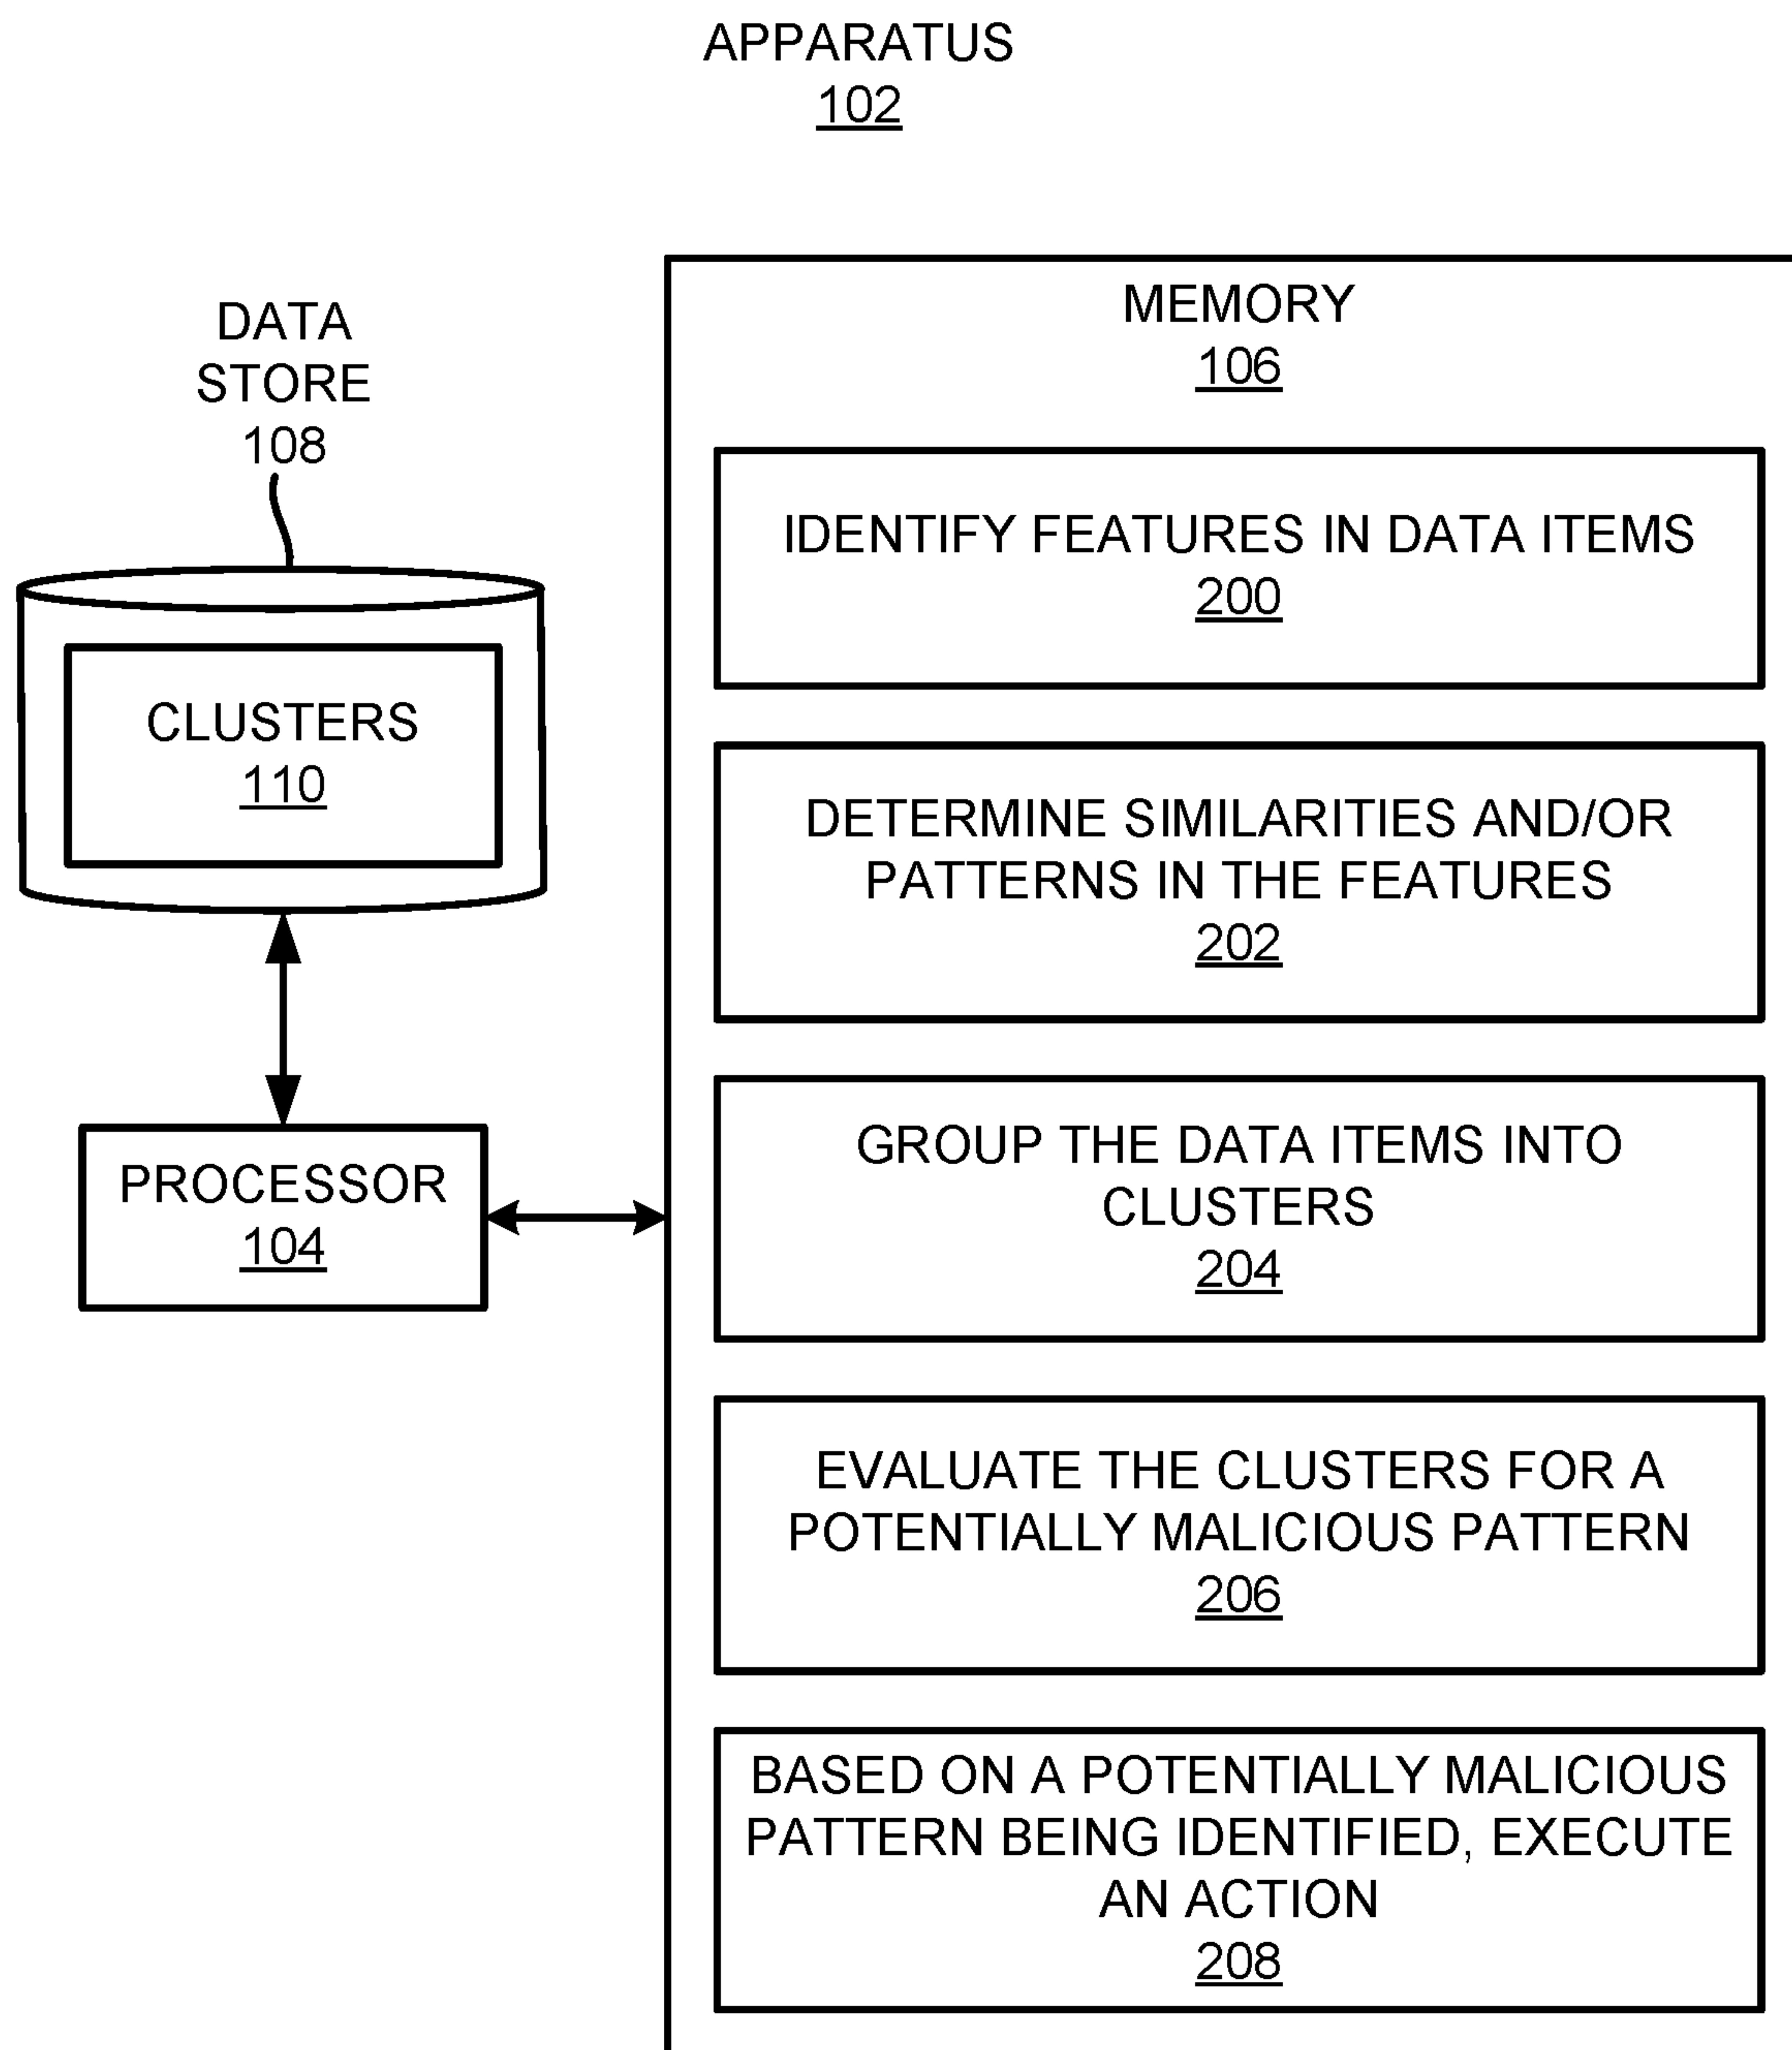 APPARATUS
102
DATA
STORE
108
CLUSTERS
110
PROCESSOR
104
MEMORY
106
IDENTIFY FEATURES IN DATA ITEMS
200
DETERMINE SIMILARITIES AND/OR
PATTERNS IN THE FEATURES
202
GROUP THE DATA ITEMS INTO
CLUSTERS
204
EVALUATE THE CLUSTERS FOR A
POTENTIALLY MALICIOUS PATTERN
206
BASED ON A POTENTIALLY MALICIOUS
PATTERN BEING IDENTIFIED, EXECUTE
AN ACTION
208